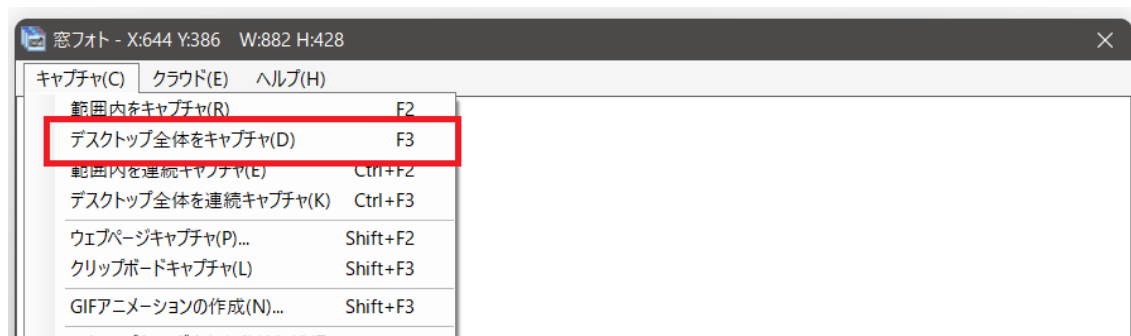 窓フォト - X:644 Y:386 W:882 H:428
キャプチャ(C) クラウド(E) ヘルプ(H)
範囲内をキャプチャ(R) F2
デスクトップ全体をキャプチャ(D) F3
範囲内を連続キャプチャ(E) Ctrl+F2
デスクトップ全体を連続キャプチャ(K) Ctrl+F3
ウェブページキャプチャ(P)... Shift+F2
クリップボードキャプチャ(L) Shift+F3
GIFアニメーションの作成(N)... Shift+F3